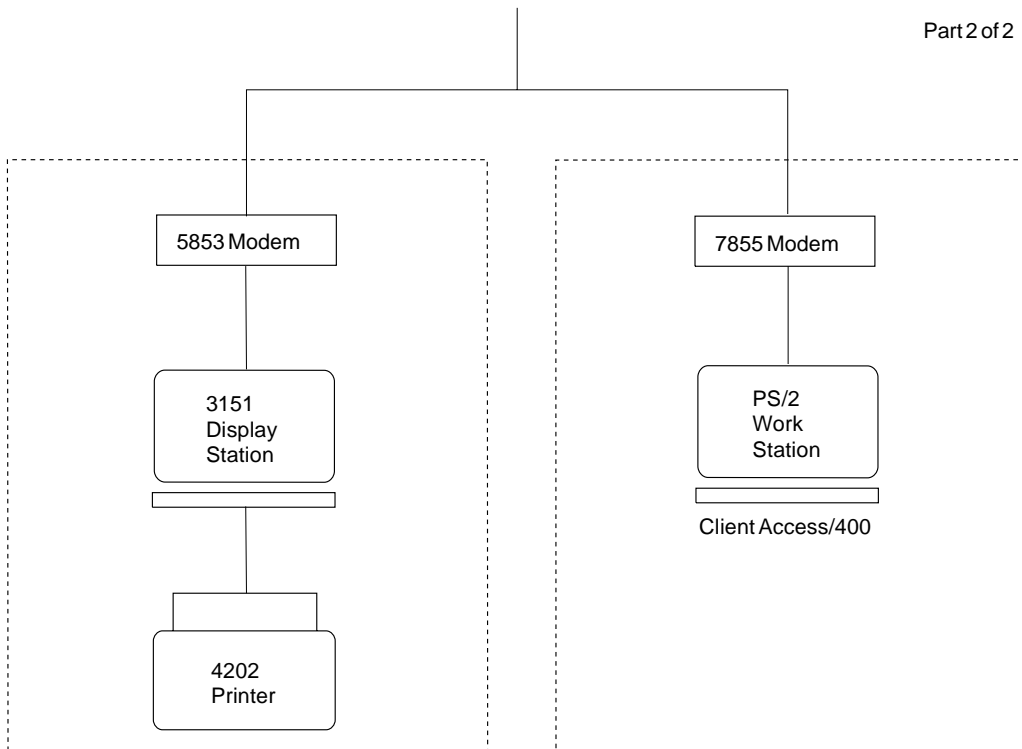 Part 2 of 2
5853 Modem
7855 Modem
3151
Display
Station
PS/2
Work
Station
Client Access/400
4202
Printer